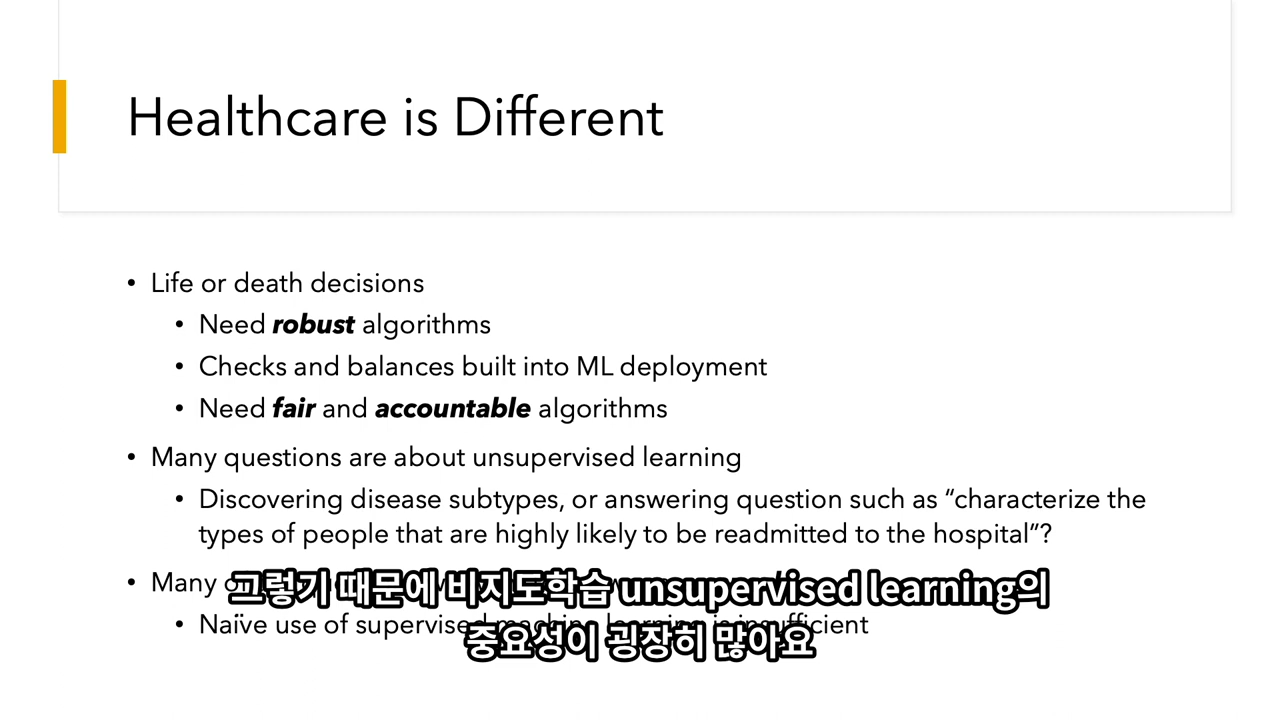 Healthcare is Different
• Life or death decisions
• Need robust algorithms
• Checks and balances built into ML deployment
• Need fair and accountable algorithms
• Many questions are about unsupervised learning
• Discovering disease subtypes, or answering question such as “characterize the
types of people that are highly likely to be readmitted to the hospital”?
• Many
• Naïve use of supervised machine learning is insufficient
그렇기 때문에 비지도학습 unsupervised learning의
중요성이 굉장히 많아요